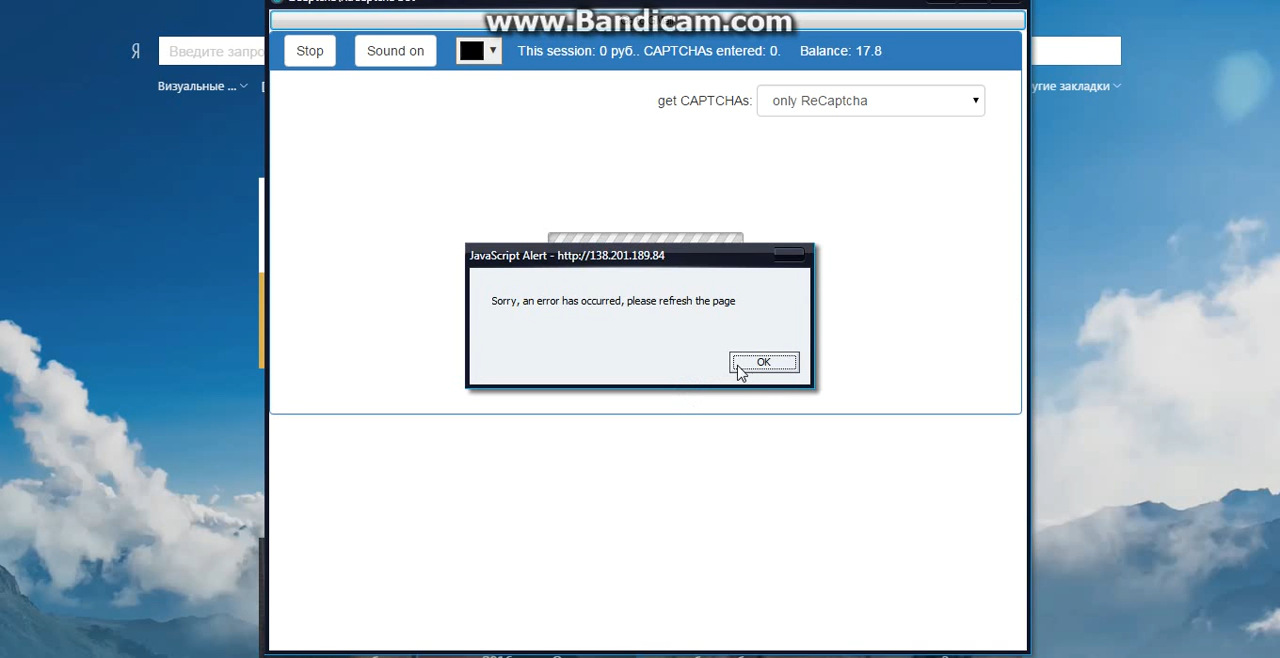 www.Bandicam.com
Я
Введите запро
Stop
Sound on
This session: 0 руб.. CAPTCHAs entered: 0.
Balance: 17.8
Визуальные ...
угие закладки
get CAPTCHAs:
only ReCaptcha
JavaScript Alert - http://138.201.189.84
Sorry, an error has occurred, please refresh the page
OK